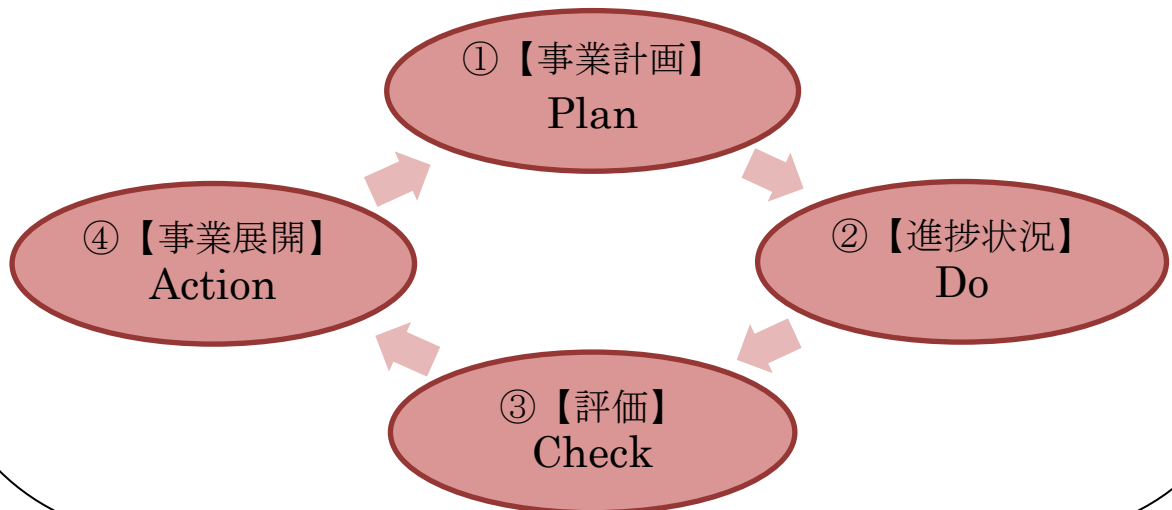 ①【事業計画】
Plan
②【進捗状況】
Do
③【評価】
Check
④【事業展開】
Action